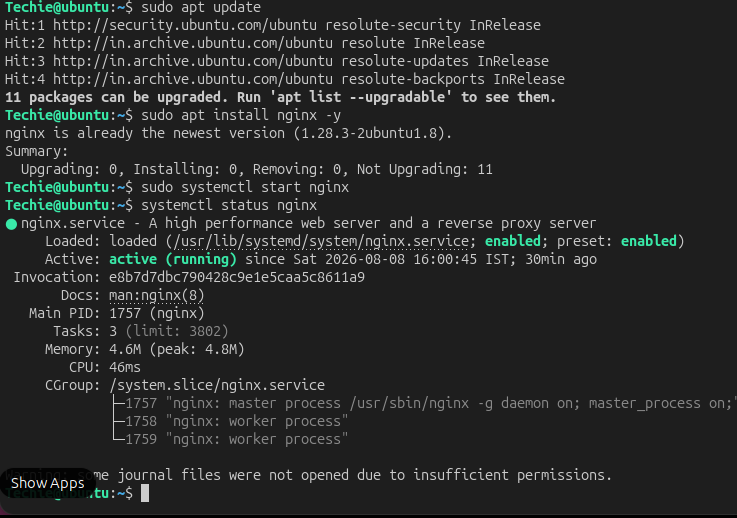 Techie@ubuntu:~$ sudo apt update
Hit:1 http://security.ubuntu.com/ubuntu resolute-security InRelease
Hit:2 http://in.archive.ubuntu.com/ubuntu resolute InRelease
Hit:3 http://in.archive.ubuntu.com/ubuntu resolute-updates InRelease
Hit:4 http://in.archive.ubuntu.com/ubuntu resolute-backports InRelease
11 packages can be upgraded. Run 'apt list --upgradable' to see them.
Techie@ubuntu:~$ sudo apt install nginx -y
nginx is already the newest version (1.28.3-2ubuntu1.8).
Summary:
  Upgrading: 0, Installing: 0, Removing: 0, Not Upgrading: 11
Techie@ubuntu:~$ sudo systemctl start nginx
Techie@ubuntu:~$ systemctl status nginx
● nginx.service - A high performance web server and a reverse proxy server
     Loaded: loaded (/usr/lib/systemd/system/nginx.service; enabled; preset: enabled)
     Active: active (running) since Sat 2026-08-08 16:00:45 IST; 30min ago
 Invocation: e8b7d7dbc790428c9e1e5caa5c8611a9
       Docs: man:nginx(8)
   Main PID: 1757 (nginx)
      Tasks: 3 (limit: 3802)
     Memory: 4.6M (peak: 4.8M)
        CPU: 46ms
     CGroup: /system.slice/nginx.service
             ├─1757 "nginx: master process /usr/sbin/nginx -g daemon on; master_process on;"
             ├─1758 "nginx: worker process"
             └─1759 "nginx: worker process"
journal files were not opened due to insufficient permissions.
Show Apps
:~$